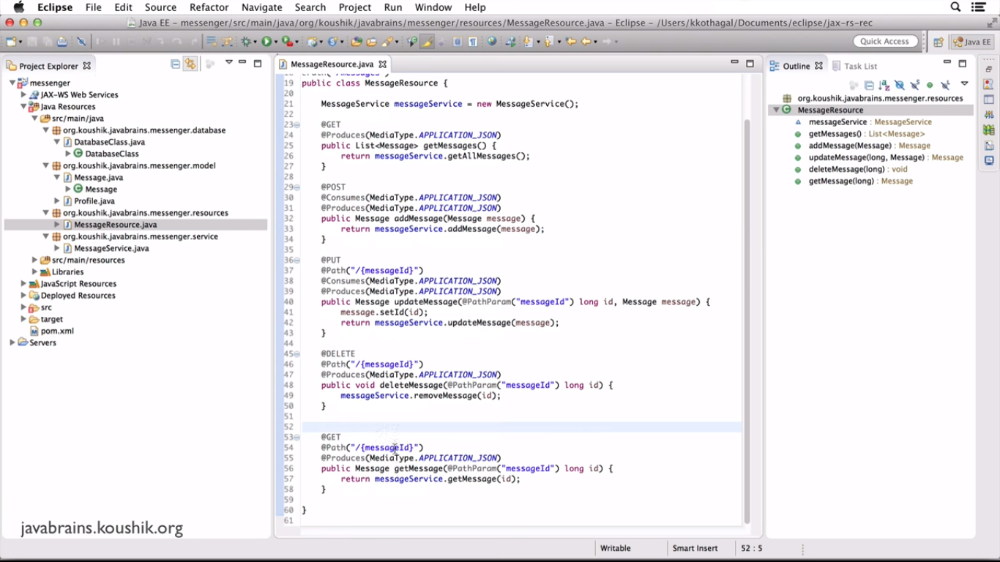 Eclipse File Edit Source Refactor Navigate Search Project Run Window Help
Java EE - messenger/src/main/java/org/koushik/javabrains/messenger/resources/MessageResource.java - Eclipse - /Users/kkothagal/Documents/eclipse/jax-rs-rec
Quick Access
Java EE
Project Explorer
messenger
JAX-WS Web Services
Java Resources
src/main/java
org.koushik.javabrains.messenger.database
DatabaseClass.java
DatabaseClass
org.koushik.javabrains.messenger.model
Message.java
Message
Profile.java
org.koushik.javabrains.messenger.resources
MessageResource.java
org.koushik.javabrains.messenger.service
MessageService.java
src/main/resources
Libraries
JavaScript Resources
Deployed Resources
src
target
pom.xml
Servers
MessageResource.java
19 public class MessageResource {
20
21 MessageService messageService = new MessageService();
22
23 @GET
24 @Produces(MediaType.APPLICATION_JSON)
25 public List<Message> getMessages() {
26 return messageService.getAllMessages();
27 }
28
29 @POST
30 @Consumes(MediaType.APPLICATION_JSON)
31 @Produces(MediaType.APPLICATION_JSON)
32 public Message addMessage(Message message) {
33 return messageService.addMessage(message);
34 }
35
36 @PUT
37 @Path("/{messageId}")
38 @Consumes(MediaType.APPLICATION_JSON)
39 @Produces(MediaType.APPLICATION_JSON)
40 public Message updateMessage(@PathParam("messageId") long id, Message message) {
41 message.setId(id);
42 return messageService.updateMessage(message);
43 }
44
45 @DELETE
46 @Path("/{messageId}")
47 @Produces(MediaType.APPLICATION_JSON)
48 public void deleteMessage(@PathParam("messageId") long id) {
49 messageService.removeMessage(id);
50 }
51
52
53 @GET
54 @Path("/{messageId}")
55 @Produces(MediaType.APPLICATION_JSON)
56 public Message getMessage(@PathParam("messageId") long id) {
57 return messageService.getMessage(id);
58 }
59
60 }
61
Outline
Task List
org.koushik.javabrains.messenger.resources
MessageResource
messageService : MessageService
getMessages() : List<Message>
addMessage(Message) : Message
updateMessage(long, Message) : Message
deleteMessage(long) : void
getMessage(long) : Message
javabrains.koushik.org
Writable
Smart Insert
52 : 5